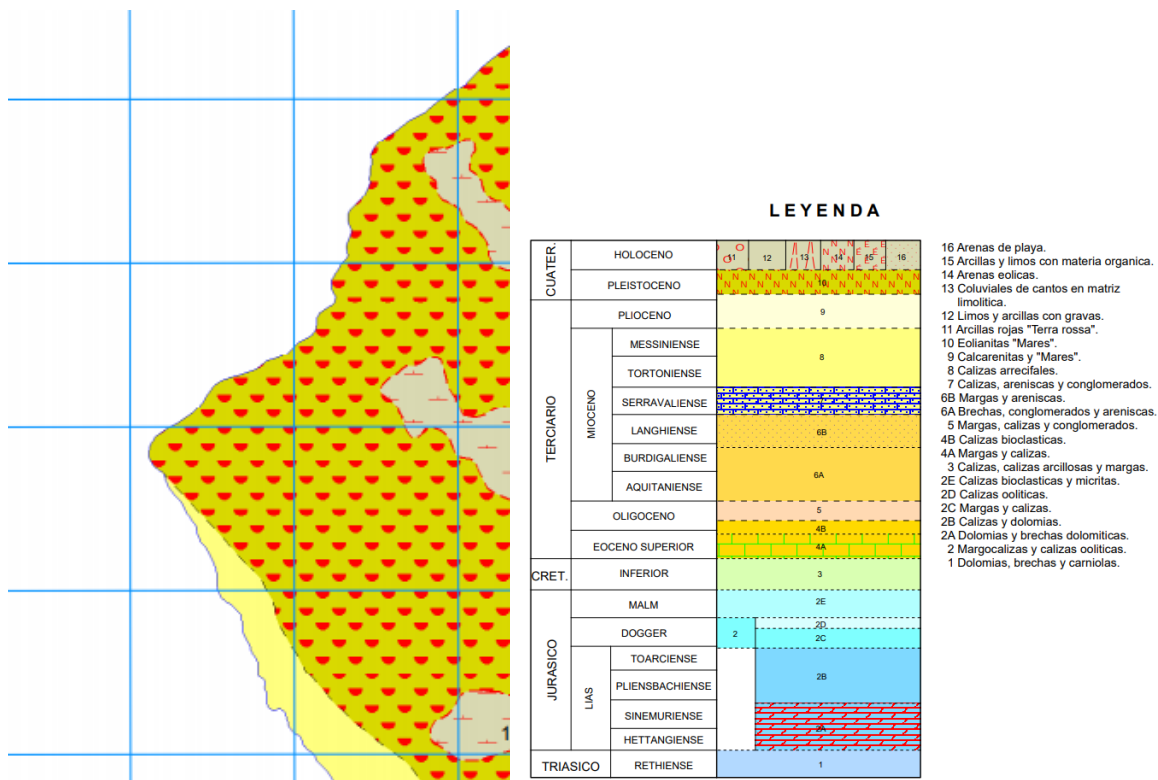 1
LEYENDA
CUATER.
HOLOCENO
11 12 13 14 15 16
PLEISTOCENO
10
TERCIARIO
PLIOCENO
9
MIOCENO
MESSINIENSE
TORTONIENSE
8
SERRAVALIENSE
LANGHIENSE
6B
BURDIGALIENSE
AQUITANIENSE
6A
OLIGOCENO
5
4B
EOCENO SUPERIOR
4A
CRET.
INFERIOR
3
JURASICO
MALM
2E
DOGGER
2
2D
2C
LIAS
TOARCIENSE
PLIENSBACHIENSE
2B
SINEMURIENSE
HETTANGIENSE
2A
TRIASICO
RETHIENSE
1
16 Arenas de playa.
15 Arcillas y limos con materia organica.
14 Arenas eolicas.
13 Coluviales de cantos en matriz
limolitica.
12 Limos y arcillas con gravas.
11 Arcillas rojas "Terra rossa".
10 Eolianitas "Mares".
9 Calcarenitas y "Mares".
8 Calizas arrecifales.
7 Calizas, areniscas y conglomerados.
6B Margas y areniscas.
6A Brechas, conglomerados y areniscas.
5 Margas, calizas y conglomerados.
4B Calizas bioclasticas.
4A Margas y calizas.
3 Calizas, calizas arcillosas y margas.
2E Calizas bioclasticas y micritas.
2D Calizas ooliticas.
2C Margas y calizas.
2B Calizas y dolomias.
2A Dolomias y brechas dolomiticas.
2 Margocalizas y calizas ooliticas.
1 Dolomias, brechas y carniolas.